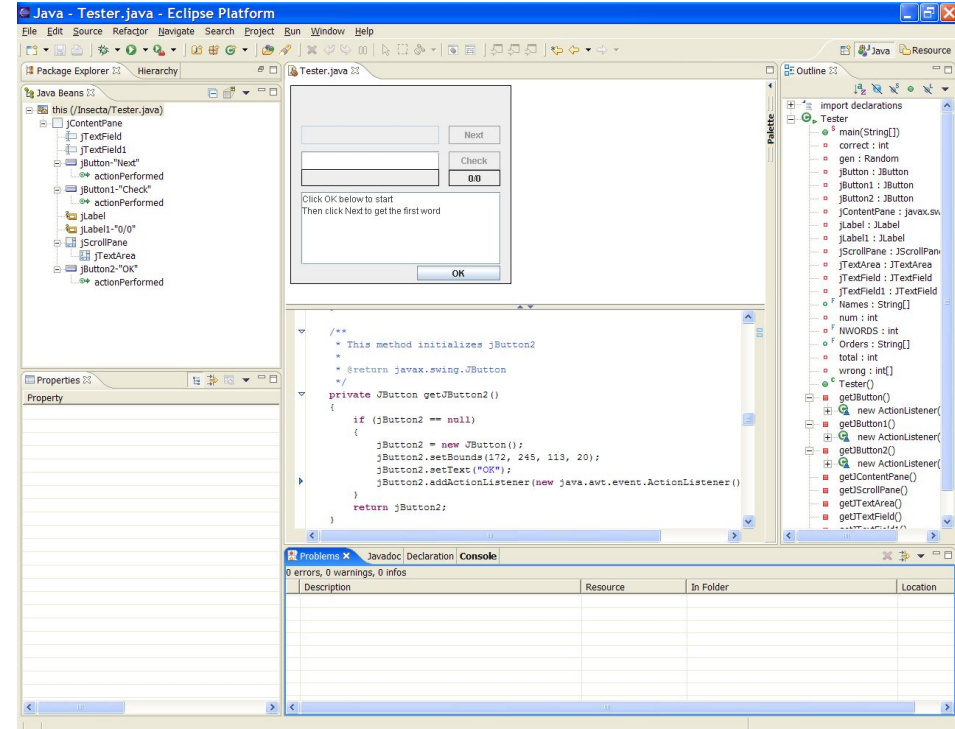 Java - Tester.java - Eclipse Platform
File Edit Source Refactor Navigate Search Project Run Window Help
Java Resource
Package Explorer Hierarchy
Java Beans
this (/Insecta/Tester.java)
jContentPane
jTextField
jTextField1
jButton-"Next"
actionPerformed
jButton1-"Check"
actionPerformed
jLabel
jLabel1-"0/0"
jScrollPane
jTextArea
jButton2-"OK"
actionPerformed
Properties
Property
Tester.java
Next
Check
0/0
Click OK below to start
Then click Next to get the first word
OK
Palette
/**
* This method initializes jButton2
*
* @return javax.swing.JButton
*/
private JButton getJButton2()
{
if (jButton2 == null)
{
jButton2 = new JButton();
jButton2.setBounds(172, 245, 113, 20);
jButton2.setText("OK");
jButton2.addActionListener(new java.awt.event.ActionListener()
}
return jButton2;
}
Outline
import declarations
Tester
S main(String[])
correct : int
gen : Random
jButton : JButton
jButton1 : JButton
jButton2 : JButton
jContentPane : javax.sw
jLabel : JLabel
jLabel1 : JLabel
jScrollPane : JScrollPan
jTextArea : JTextArea
jTextField : JTextField
jTextField1 : JTextField
F Names : String[]
num : int
F NWORDS : int
F Orders : String[]
total : int
wrong : int[]
c Tester()
getJButton()
new ActionListener(
getJButton1()
new ActionListener(
getJButton2()
new ActionListener(
getJContentPane()
getJScrollPane()
getJTextArea()
getJTextField()
getJTextField1()
Problems Javadoc Declaration Console
0 errors, 0 warnings, 0 infos
Description Resource In Folder Location